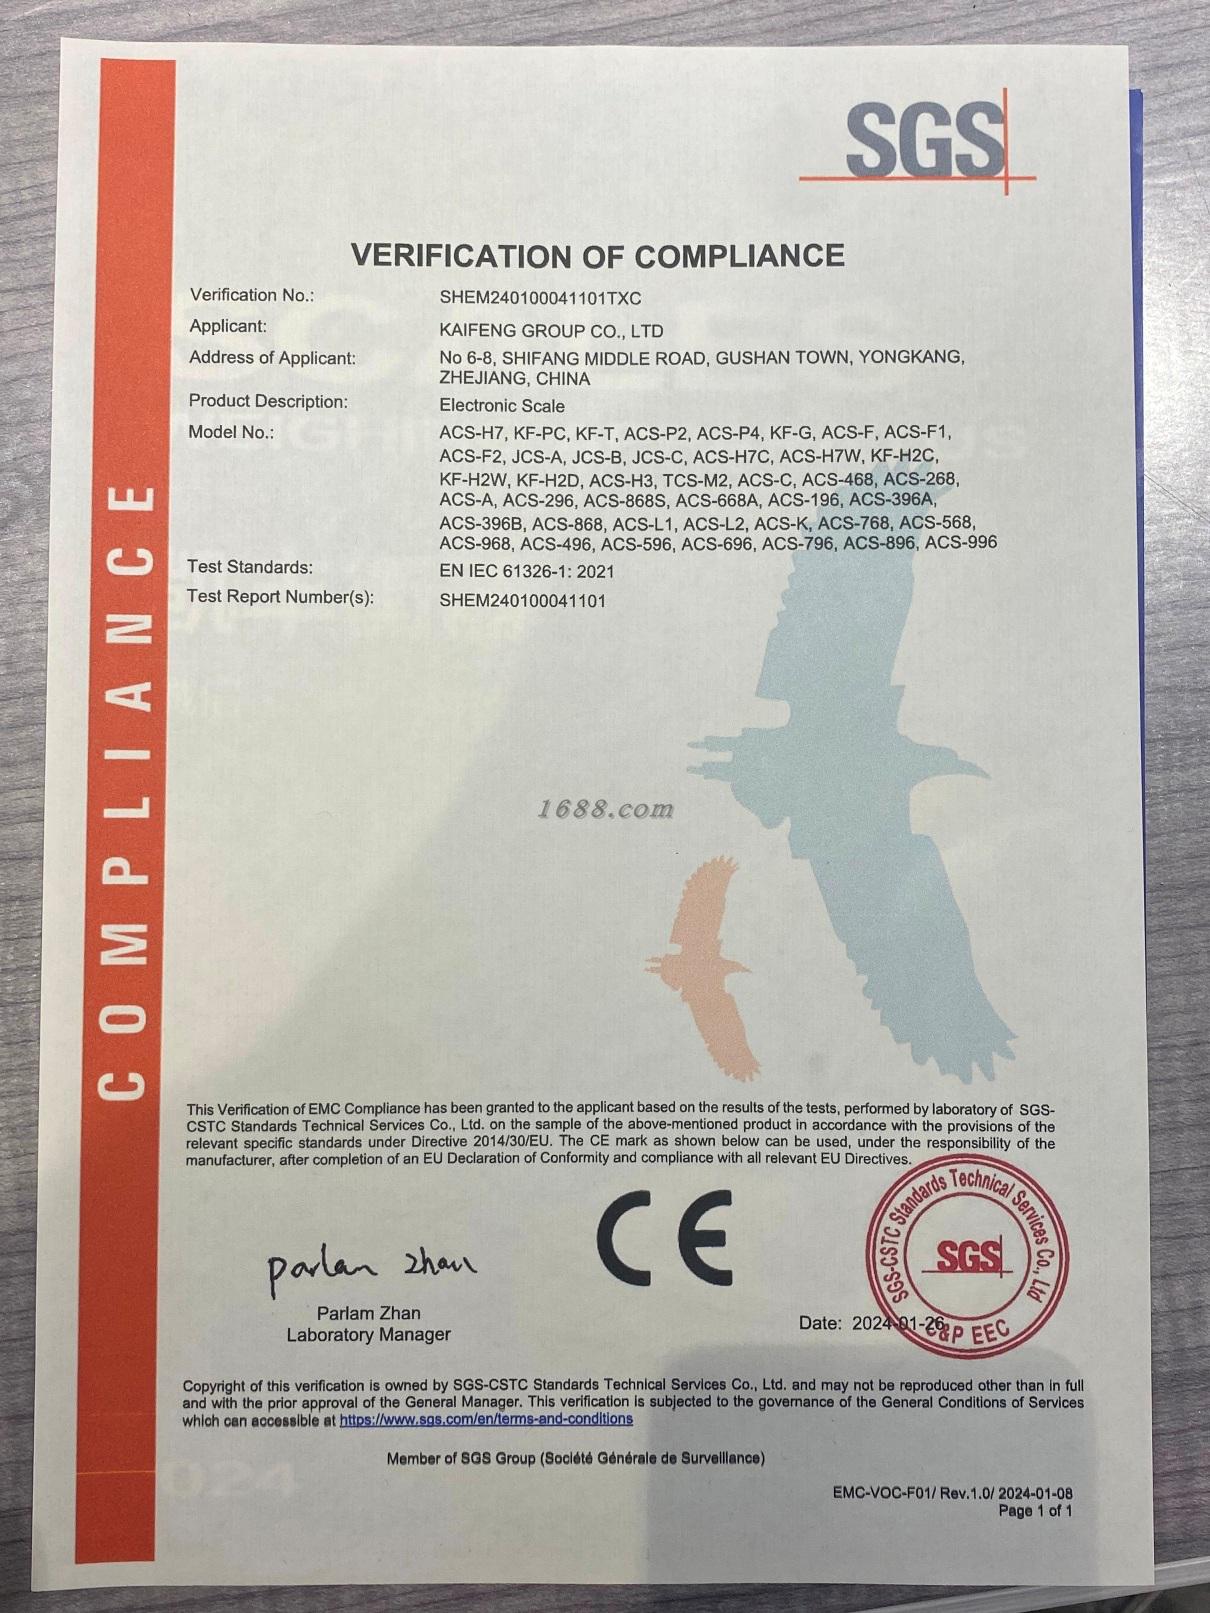 SGS
COMPLIANCE
VERIFICATION OF COMPLIANCE
Verification No.: SHEM240100041101TXC
Applicant: KAIFENG GROUP CO., LTD
Address of Applicant: No 6-8, SHIFANG MIDDLE ROAD, GUSHAN TOWN, YONGKANG,
ZHEJIANG, CHINA
Product Description: Electronic Scale
Model No.: ACS-H7, KF-PC, KF-T, ACS-P2, ACS-P4, KF-G, ACS-F, ACS-F1,
ACS-F2, JCS-A, JCS-B, JCS-C, ACS-H7C, ACS-H7W, KF-H2C,
KF-H2W, KF-H2D, ACS-H3, TCS-M2, ACS-C, ACS-468, ACS-268,
ACS-A, ACS-296, ACS-868S, ACS-668A, ACS-196, ACS-396A,
ACS-396B, ACS-868, ACS-L1, ACS-L2, ACS-K, ACS-768, ACS-568,
ACS-968, ACS-496, ACS-596, ACS-696, ACS-796, ACS-896, ACS-996
Test Standards: EN IEC 61326-1: 2021
Test Report Number(s): SHEM240100041101
1688.com
This Verification of EMC Compliance has been granted to the applicant based on the results of the tests, performed by laboratory of SGS-
CSTC Standards Technical Services Co., Ltd. on the sample of the above-mentioned product in accordance with the provisions of the
relevant specific standards under Directive 2014/30/EU. The CE mark as shown below can be used, under the responsibility of the
manufacturer, after completion of an EU Declaration of Conformity and compliance with all relevant EU Directives.
CE
SGS-CSTC Standards Technical Services Co., Ltd
SGS
C&P EEC
parlam zhan
Parlam Zhan
Laboratory Manager
Date: 2024-01-26
Copyright of this verification is owned by SGS-CSTC Standards Technical Services Co., Ltd. and may not be reproduced other than in full
and with the prior approval of the General Manager. This verification is subjected to the governance of the General Conditions of Services
which can accessible at https://www.sgs.com/en/terms-and-conditions
Member of SGS Group (Société Générale de Surveillance)
024
EMC-VOC-F01/ Rev.1.0/ 2024-01-08
Page 1 of 1